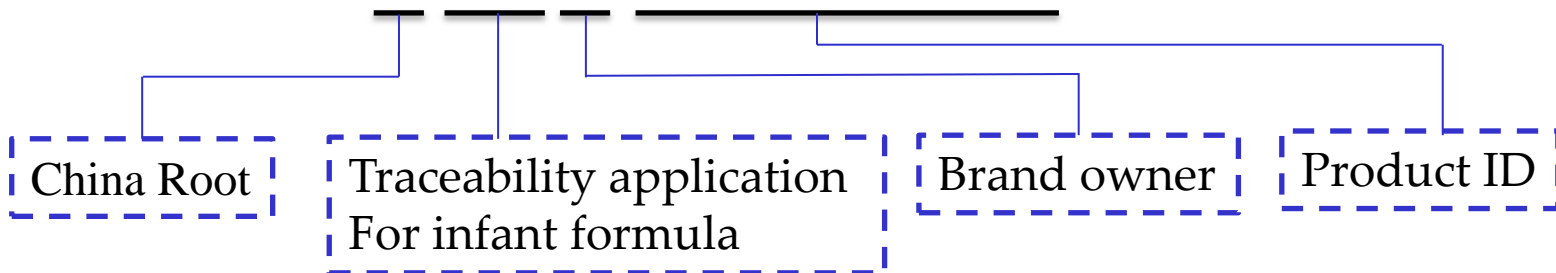 China Root
Traceability application
For infant formula
Brand owner
Product ID